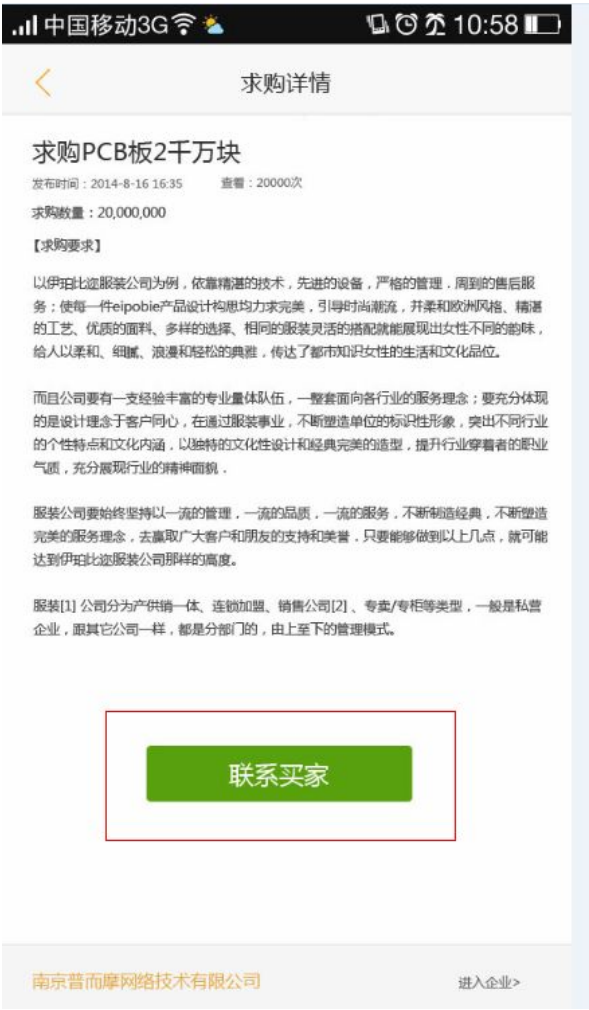 中国移动3G 10:58
求购详情
求购PCB板2千万块
发布时间：2014-8-16 16:35 查看：20000次
求购数量：20,000,000
【求购要求】
以伊珀比迩服装公司为例，依靠精湛的技术，先进的设备，严格的管理．周到的售后服
务；使每一件eipobie产品设计构思均力求完美，引导时尚潮流，并柔和欧洲风格、精湛
的工艺、优质的面料、多样的选择、相同的服装灵活的搭配就能展现出女性不同的韵味，
给人以柔和、细腻、浪漫和轻松的典雅，传达了都市知识女性的生活和文化品位。
而且公司要有一支经验丰富的专业量体队伍，一整套面向各行业的服务理念；要充分体现
的是设计理念于客户同心，在通过服装事业，不断塑造单位的标识性形象，突出不同行业
的个性特点和文化内涵，以独特的文化性设计和经典完美的造型，提升行业穿着者的职业
气质，充分展现行业的精神面貌．
服装公司要始终坚持以一流的管理，一流的品质．一流的服务．不断制造经典，不断塑造
完美的服务理念，去赢取广大客户和朋友的支持和美誉．只要能够做到以上几点，就可能
达到伊珀比迩服装公司那样的高度。
服装[1] 公司分为产供销一体、连锁加盟、销售公司[2] 、专卖/专柜等类型，一般是私营
企业，跟其它公司一样，都是分部门的，由上至下的管理模式。
联系买家
南京普而摩网络技术有限公司 进入企业>